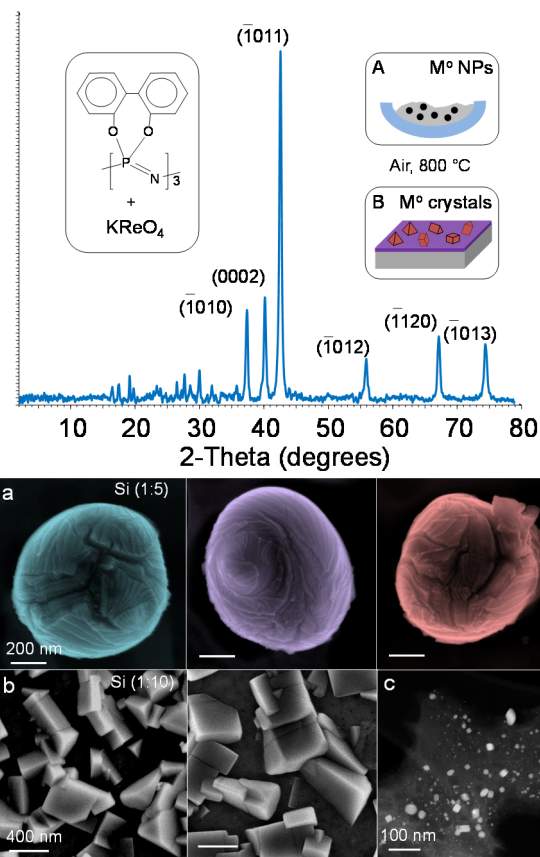 (1̅011)
A M⁰ NPs
O O
P
N
3
+
KReO₄
Air, 800 °C
B M⁰ crystals
(0002)
(1̅010)
(1̅012)
(1̅120)
(1̅013)
10 20 30 40 50 60 70 80
2-Theta (degrees)
a Si (1:5)
200 nm
b Si (1:10)
c
400 nm
100 nm